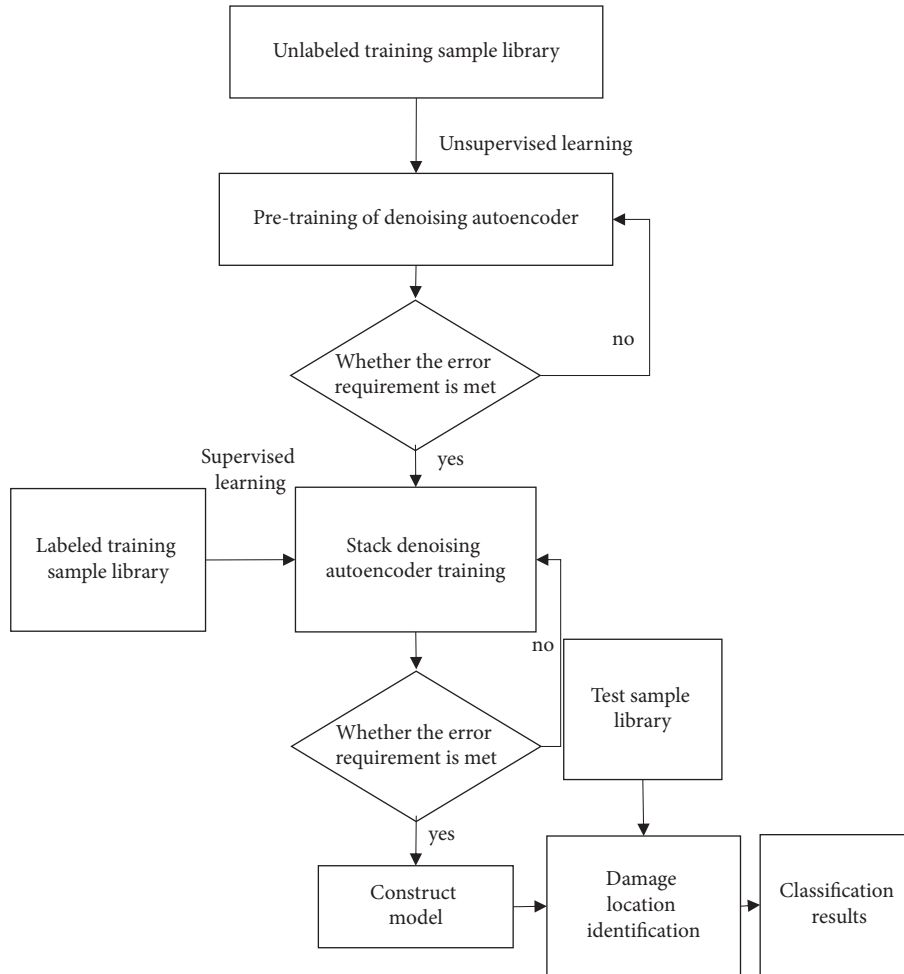 Unlabeled training sample library
Unsupervised learning
Pre-training of denoising autoencoder
no
Whether the error
requirement is met
yes
Supervised
learning
Labeled training
sample library
Stack denoising
autoencoder training
no
Test sample
library
Whether the error
requirement is met
yes
Construct
model
Damage
location
identification
Classification
results